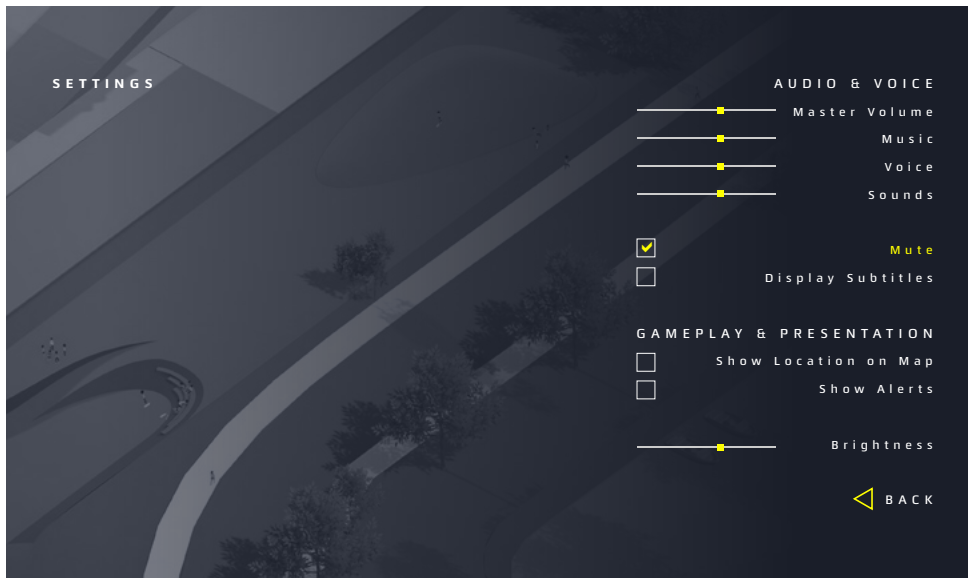 SETTINGS
AUDIO & VOICE
Master Volume
Music
Voice
Sounds
Mute
Display Subtitles
GAMEPLAY & PRESENTATION
Show Location on Map
Show Alerts
Brightness
BACK